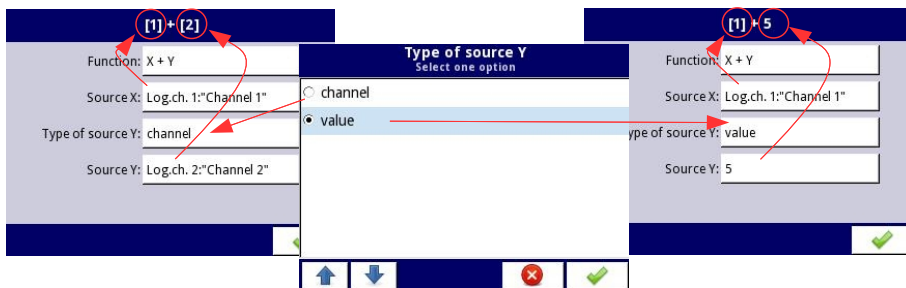 [1] + [2]
Function: X + Y
Source X: Log.ch. 1:"Channel 1"
Type of source Y: channel
Source Y: Log.ch. 2:"Channel 2"
Type of source Y
Select one option
channel
value
[1] + 5
Function: X + Y
Source X: Log.ch. 1:"Channel 1"
ype of source Y: value
Source Y: 5